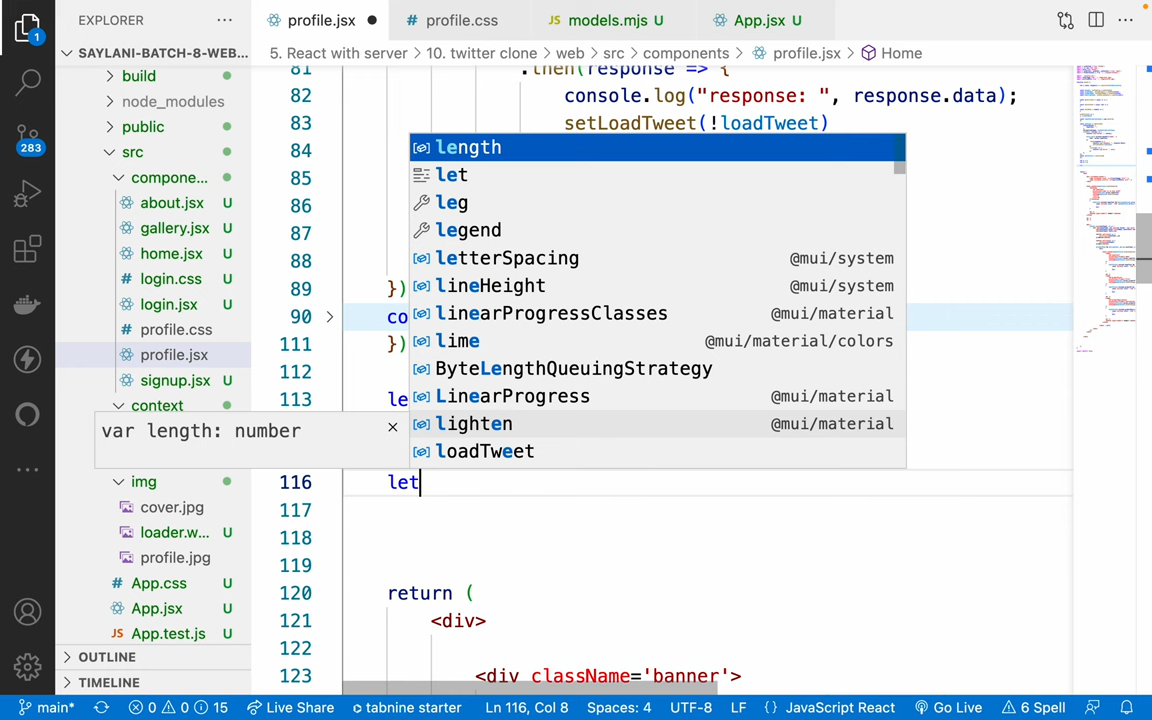 EXPLORER
profile.jsx
# profile.css
JS models.mjs U
App.jsx U
SAYLANI-BATCH-8-WEB...
5. React with server > 10. twitter clone > web > src > components > profile.jsx > Home
build
node_modules
public
src
compone...
about.jsx U
gallery.jsx U
home.jsx U
# login.css U
login.jsx U
# profile.css
profile.jsx
signup.jsx U
context
img
cover.jpg
loader.w... U
profile.jpg
# App.css U
App.jsx U
JS App.test.js U
OUTLINE
TIMELINE
1
283
81 .then(response => {
82 console.log("response: ", response.data);
83 setLoadTweet(!loadTweet)
84
85
86
87
88
89 })
90 co
111 })
112
113 le
116 let
117
118
119
120 return (
121 <div>
122
123 <div className='banner'>
length
let
leg
legend
letterSpacing @mui/system
lineHeight @mui/system
linearProgressClasses @mui/material
lime @mui/material/colors
ByteLengthQueuingStrategy
LinearProgress @mui/material
lighten @mui/material
loadTweet
var length: number
main* 0 0 15 Live Share tabnine starter Ln 116, Col 8 Spaces: 4 UTF-8 LF {} JavaScript React Go Live 6 Spell